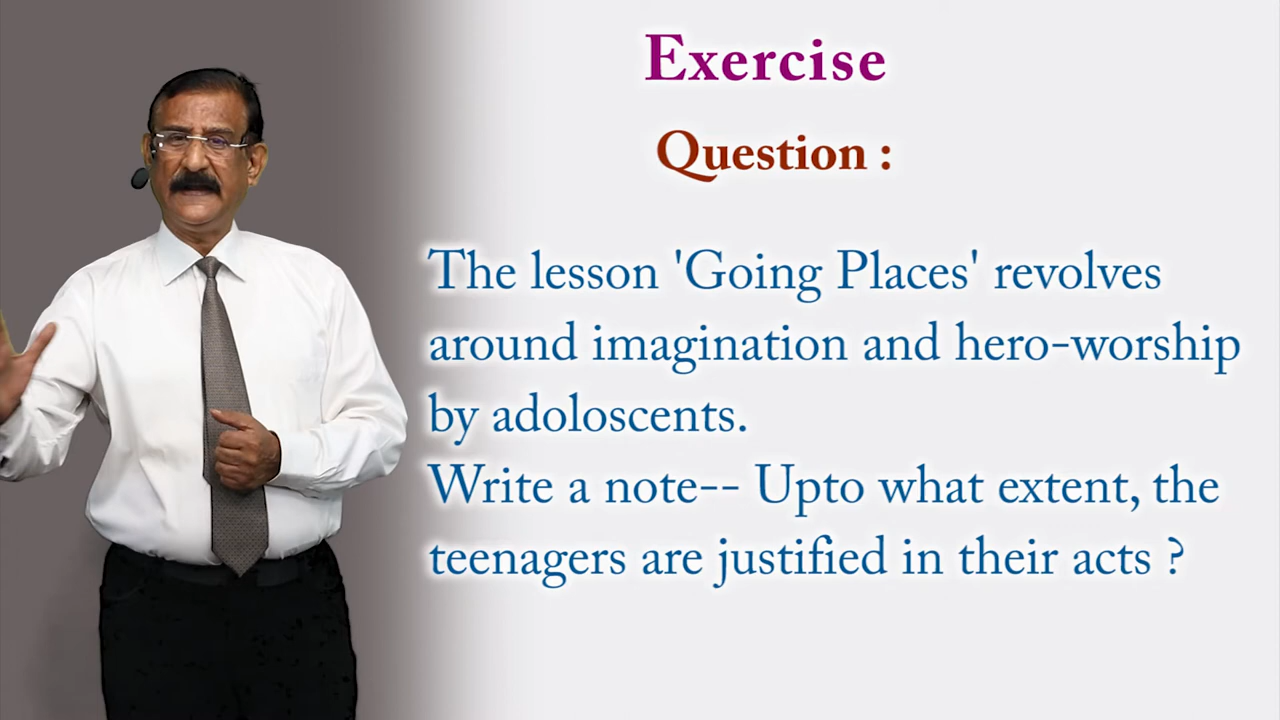 Exercise
Question :
The lesson 'Going Places' revolves
around imagination and hero-worship
by adoloscents.
Write a note-- Upto what extent, the
teenagers are justified in their acts ?